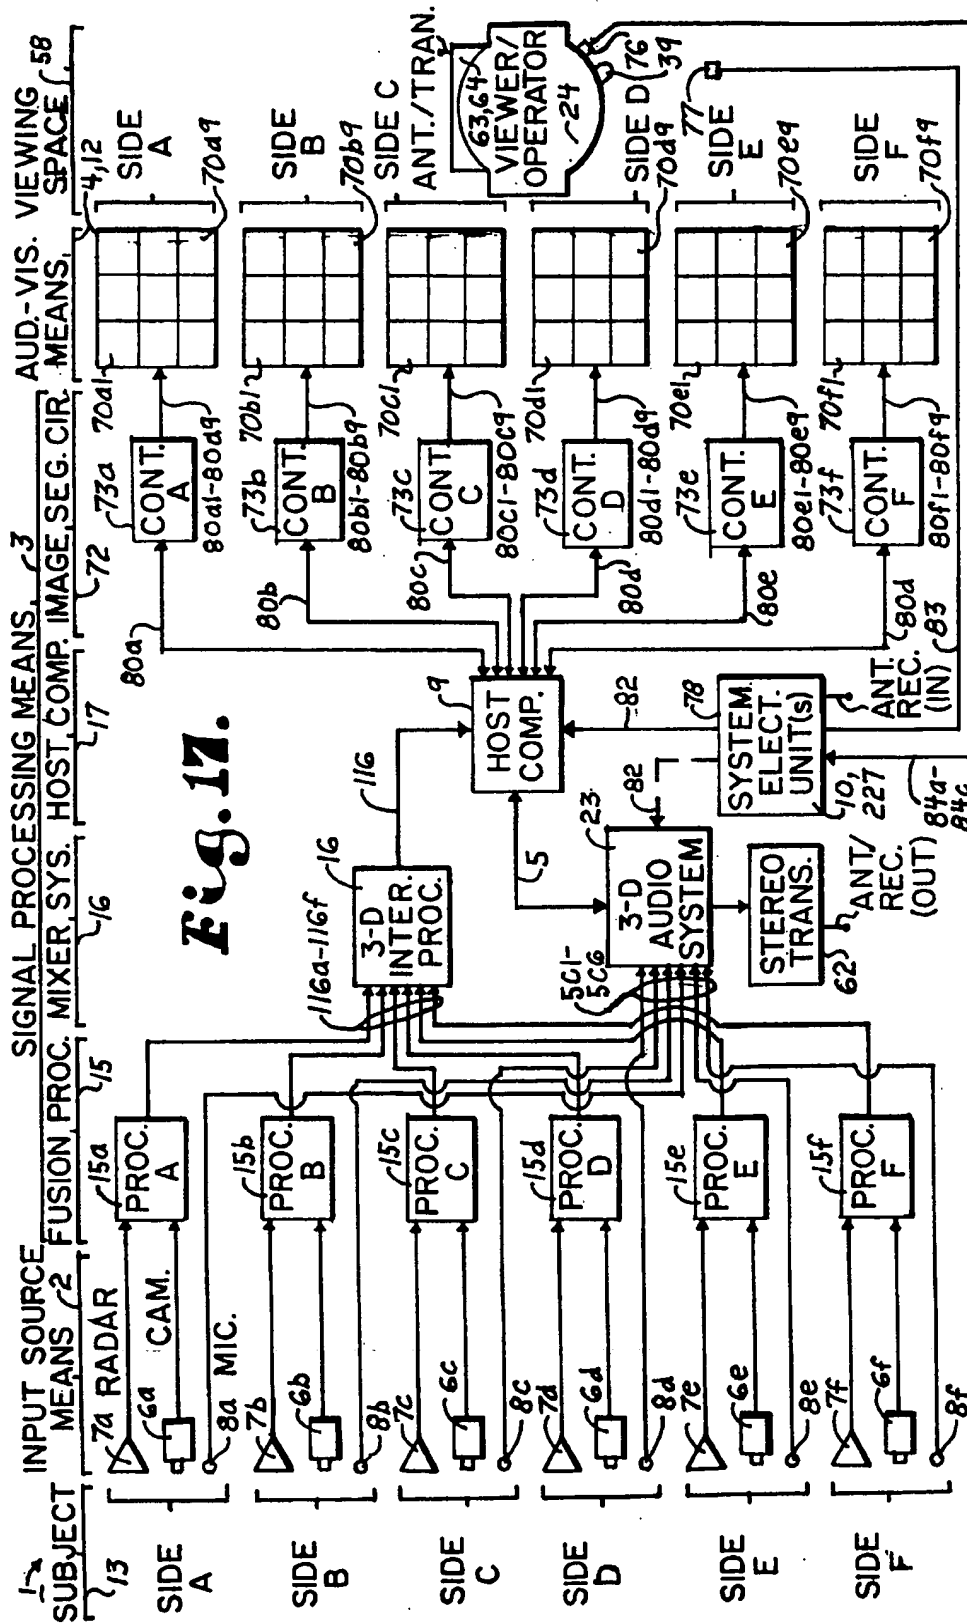 Fig.17.
SIGNAL PROCESSING MEANS, 3
1
SUBJECT
13
INPUT SOURCE
MEANS 2
FUSION PROC.
15
MIXER SYS.
16
HOST COMP.
17
IMAGE SEG. CIR.
72
AUD.-VIS.
MEANS,
4,12
VIEWING
SPACE 58
SIDE
A
7a RADAR
6a CAM.
8a MIC.
15a
PROC.
A
80a
73a
CONT.
A
80a1-80a9
70a1
70a9
SIDE
A
SIDE
B
7b
6b
8b
15b
PROC.
B
80b
73b
CONT.
B
80b1-80b9
70b1
70b9
SIDE
B
SIDE
C
7c
6c
8c
15c
PROC.
C
80c
73c
CONT.
C
80c1-80c9
70c1
SIDE C
SIDE
D
7d
6d
8d
15d
PROC.
D
80d
73d
CONT.
D
80d1-80d9
70d1
SIDE D
70d9
SIDE
E
7e
6e
8e
15e
PROC.
E
80e
73e
CONT.
E
80e1-80e9
70e1
70e9
SIDE
E
SIDE
F
7f
6f
8f
15f
PROC.
F
80d
73f
CONT.
F
80f1-80f9
70f1
70f9
SIDE
F
116a-116f
16
3-D
INTER.
PROC.
116
9
HOST
COMP.
5
5C1-
5C6
23
3-D
AUDIO
SYSTEM
82
82
78
SYSTEM.
ELECT.
UNIT(s)
10,
227
STEREO
TRANS.
62
ANT/
REC.
(OUT)
ANT.
REC.
(IN)
83
84a-
84c
ANT./TRAN.
63,64
VIEWER/
OPERATOR
24
76
39
77